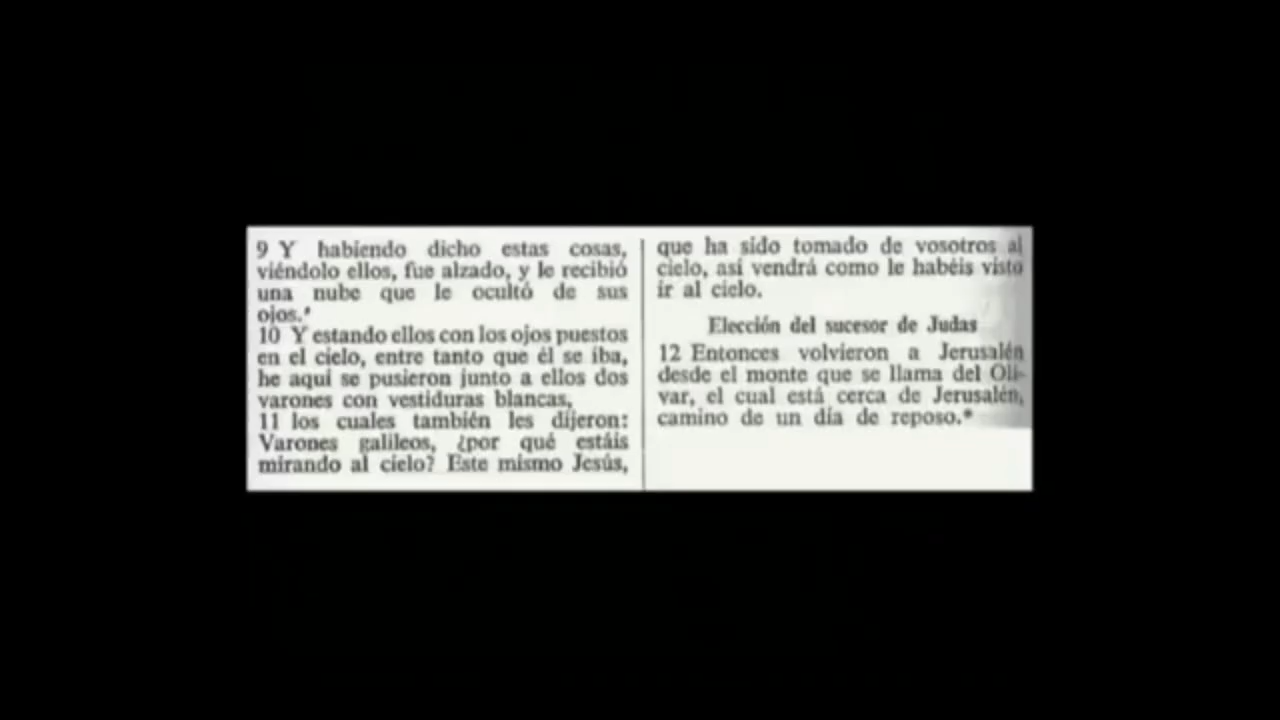 9 Y habiendo dicho estas cosas,
viéndolo ellos, fue alzado, y le recibió
una nube que le ocultó de sus
ojos.'
10 Y estando ellos con los ojos puestos
en el cielo, entre tanto que él se iba,
he aquí se pusieron junto a ellos dos
varones con vestiduras blancas,
11 los cuales también les dijeron:
Varones galileos, ¿por qué estáis
mirando al cielo? Este mismo Jesús,
que ha sido tomado de vosotros al
cielo, así vendrá como le habéis visto
ir al cielo.
Elección del sucesor de Judas
12 Entonces volvieron a Jerusalén
desde el monte que se llama del Oli-
var, el cual está cerca de Jerusalén,
camino de un día de reposo.*